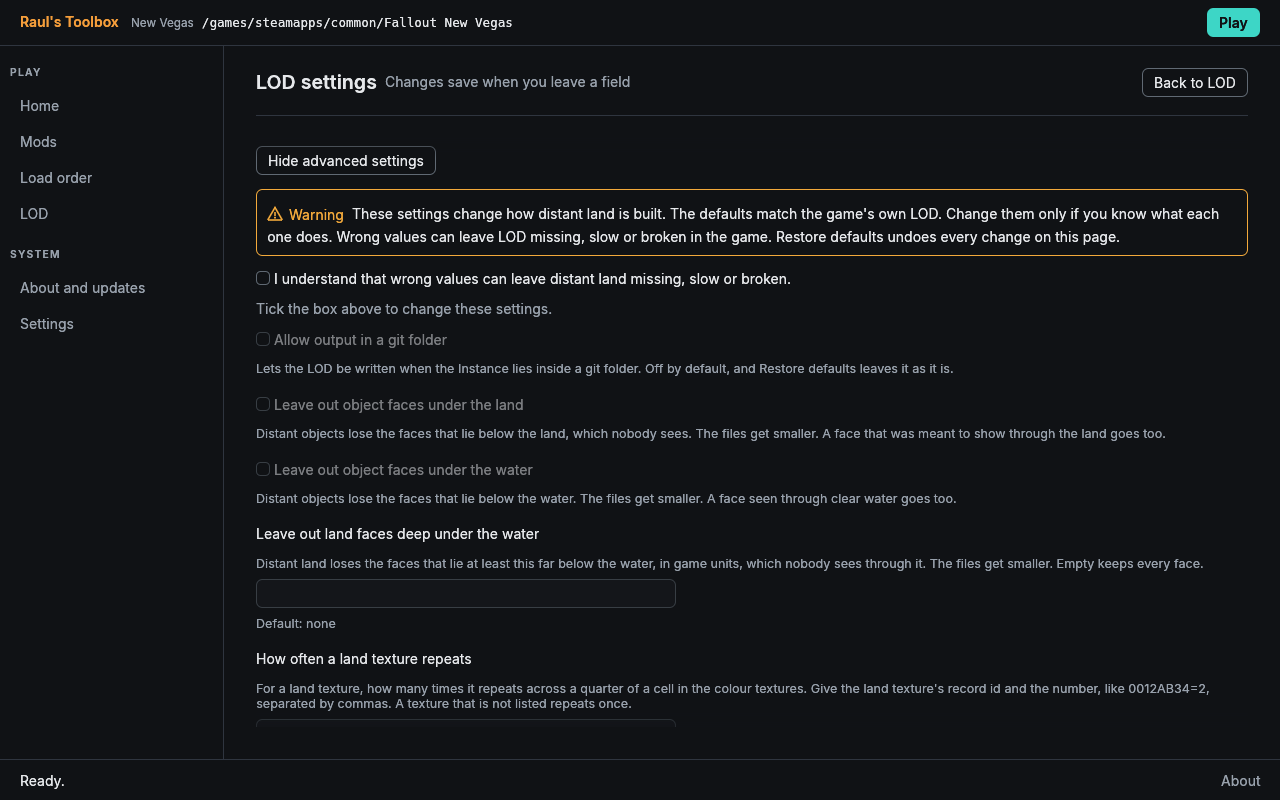 Raul's Toolbox New Vegas /games/steamapps/common/Fallout New Vegas Play
PLAY
Home
Mods
Load order
LOD
SYSTEM
About and updates
Settings
LOD settings Changes save when you leave a field Back to LOD
Hide advanced settings
Warning These settings change how distant land is built. The defaults match the game's own LOD. Change them only if you know what each
one does. Wrong values can leave LOD missing, slow or broken in the game. Restore defaults undoes every change on this page.
I understand that wrong values can leave distant land missing, slow or broken.
Tick the box above to change these settings.
Allow output in a git folder
Lets the LOD be written when the Instance lies inside a git folder. Off by default, and Restore defaults leaves it as it is.
Leave out object faces under the land
Distant objects lose the faces that lie below the land, which nobody sees. The files get smaller. A face that was meant to show through the land goes too.
Leave out object faces under the water
Distant objects lose the faces that lie below the water. The files get smaller. A face seen through clear water goes too.
Leave out land faces deep under the water
Distant land loses the faces that lie at least this far below the water, in game units, which nobody sees through it. The files get smaller. Empty keeps every face.
Default: none
How often a land texture repeats
For a land texture, how many times it repeats across a quarter of a cell in the colour textures. Give the land texture's record id and the number, like 0012AB34=2,
separated by commas. A texture that is not listed repeats once.
Ready. About